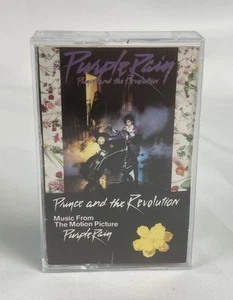 Purple Rain
Prince and the Revolution
Prince and the Revolution
Music From
The Motion Picture
Purple Rain